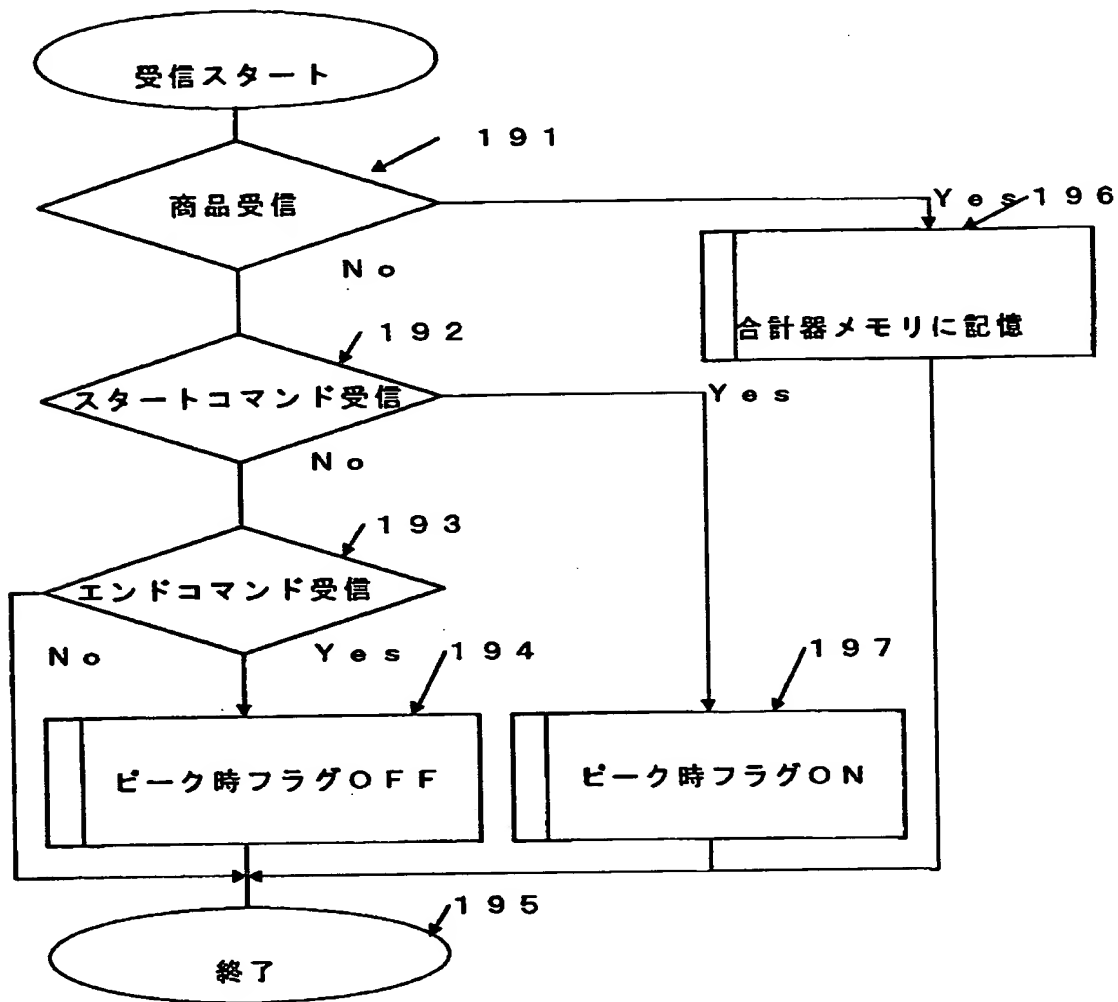 受信スタート
191
商品受信
Yes
196
No
合計器メモリに記憶
192
スタートコマンド受信
Yes
No
193
エンドコマンド受信
No
Yes
194
197
ピーク時フラグOFF
ピーク時フラグON
195
終了